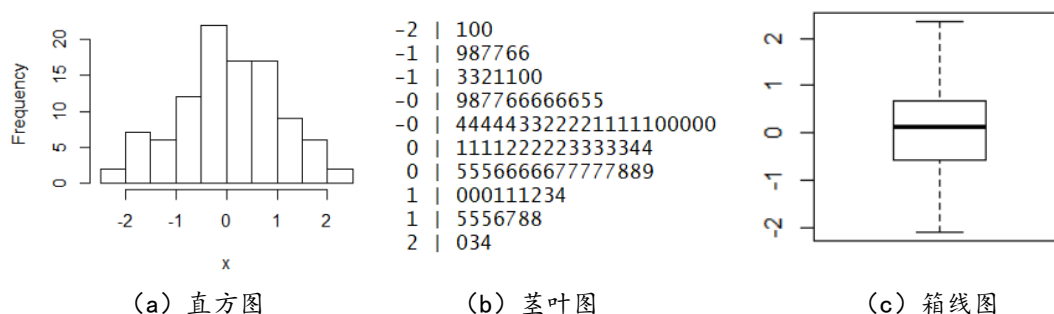 Frequency
20
15
10
5
0
-2 -1 0 1 2
x
-2 | 100
-1 | 987766
-1 | 3321100
-0 | 987766666655
-0 | 444443322221111100000
0 | 1111222223333344
0 | 5556666677777889
1 | 000111234
1 | 5556788
2 | 034
2
1
0
-1
-2
（a）直方图 （b）茎叶图 （c）箱线图